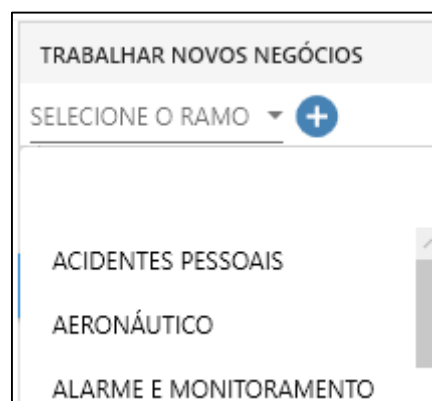 TRABALHAR NOVOS NEGÓCIOS
SELECIONE O RAMO
ACIDENTES PESSOAIS
AERONÁUTICO
ALARME E MONITORAMENTO